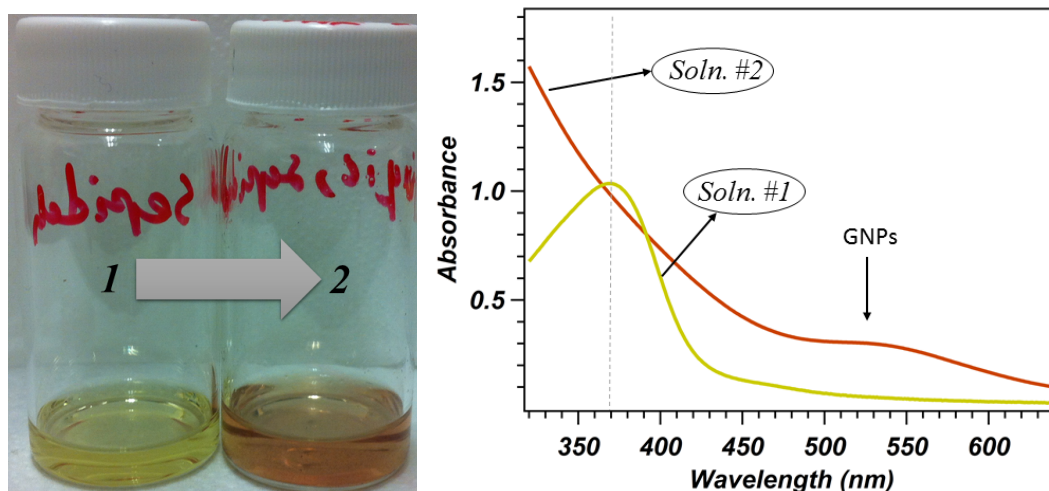 Sepideh
1
2
Absorbance
1.5
1.0
0.5
Soln. #2
Soln. #1
GNPs
350 400 450 500 550 600
Wavelength (nm)